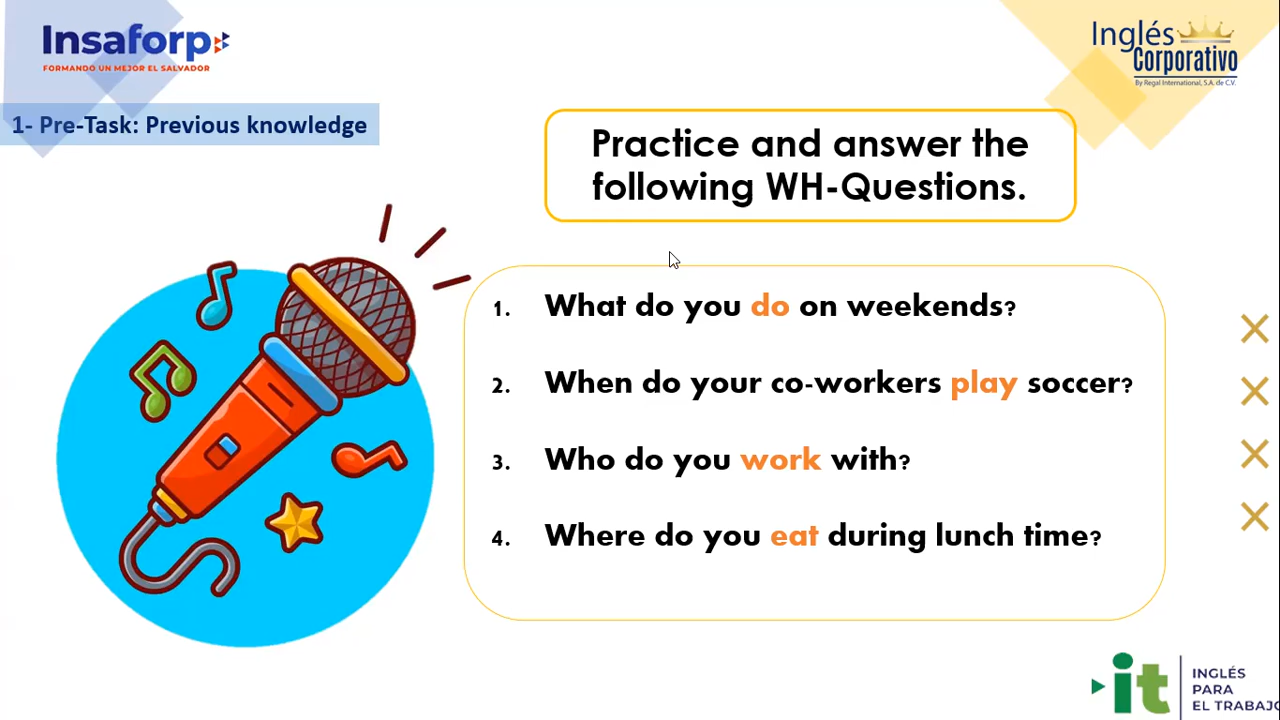 Insaforp
FORMANDO UN MEJOR EL SALVADOR
Inglés
Corporativo
By Regal International, S.A. de C.V.
1- Pre-Task: Previous knowledge
Practice and answer the
following WH-Questions.
1. What do you do on weekends?
2. When do your co-workers play soccer?
3. Who do you work with?
4. Where do you eat during lunch time?
it
INGLÉS
PARA
EL TRABAJO